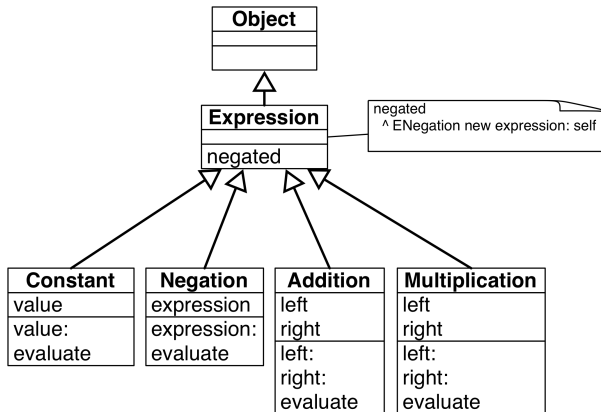 Object
Expression
negated
negated
^ ENegation new expression: self
Constant
value
value:
evaluate
Negation
expression
expression:
evaluate
Addition
left
right
left:
right:
evaluate
Multiplication
left
right
left:
right:
evaluate